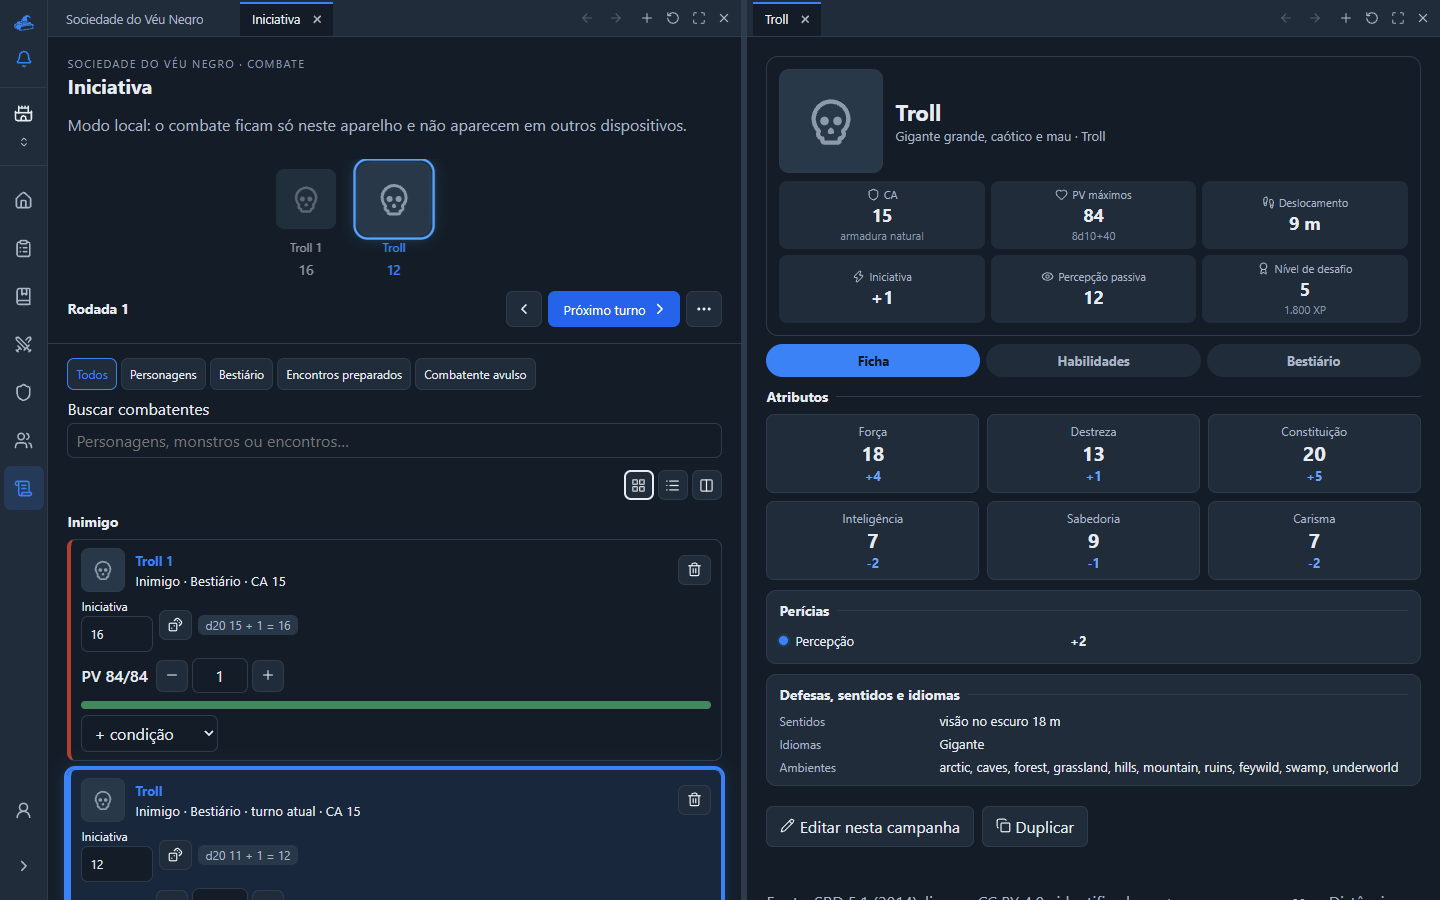 Sociedade do Véu Negro
Iniciativa
SOCIEDADE DO VÉU NEGRO · COMBATE
Iniciativa
Modo local: o combate ficam só neste aparelho e não aparecem em outros dispositivos.
Troll 1
16
Troll
12
Rodada 1
Próximo turno
Todos
Personagens
Bestiário
Encontros preparados
Combatente avulso
Buscar combatentes
Personagens, monstros ou encontros...
Inimigo
Troll 1
Inimigo · Bestiário · CA 15
Iniciativa
16
d20 15 + 1 = 16
PV 84/84
1
+ condição
Troll
Inimigo · Bestiário · turno atual · CA 15
Iniciativa
12
d20 11 + 1 = 12
Troll
Troll
Gigante grande, caótico e mau · Troll
CA
15
armadura natural
PV máximos
84
8d10+40
Deslocamento
9 m
Iniciativa
+1
Percepção passiva
12
Nível de desafio
5
1.800 XP
Ficha
Habilidades
Bestiário
Atributos
Força
18
+4
Destreza
13
+1
Constituição
20
+5
Inteligência
7
-2
Sabedoria
9
-1
Carisma
7
-2
Perícias
Percepção
+2
Defesas, sentidos e idiomas
Sentidos
visão no escuro 18 m
Idiomas
Gigante
Ambientes
arctic, caves, forest, grassland, hills, mountain, ruins, feywild, swamp, underworld
Editar nesta campanha
Duplicar